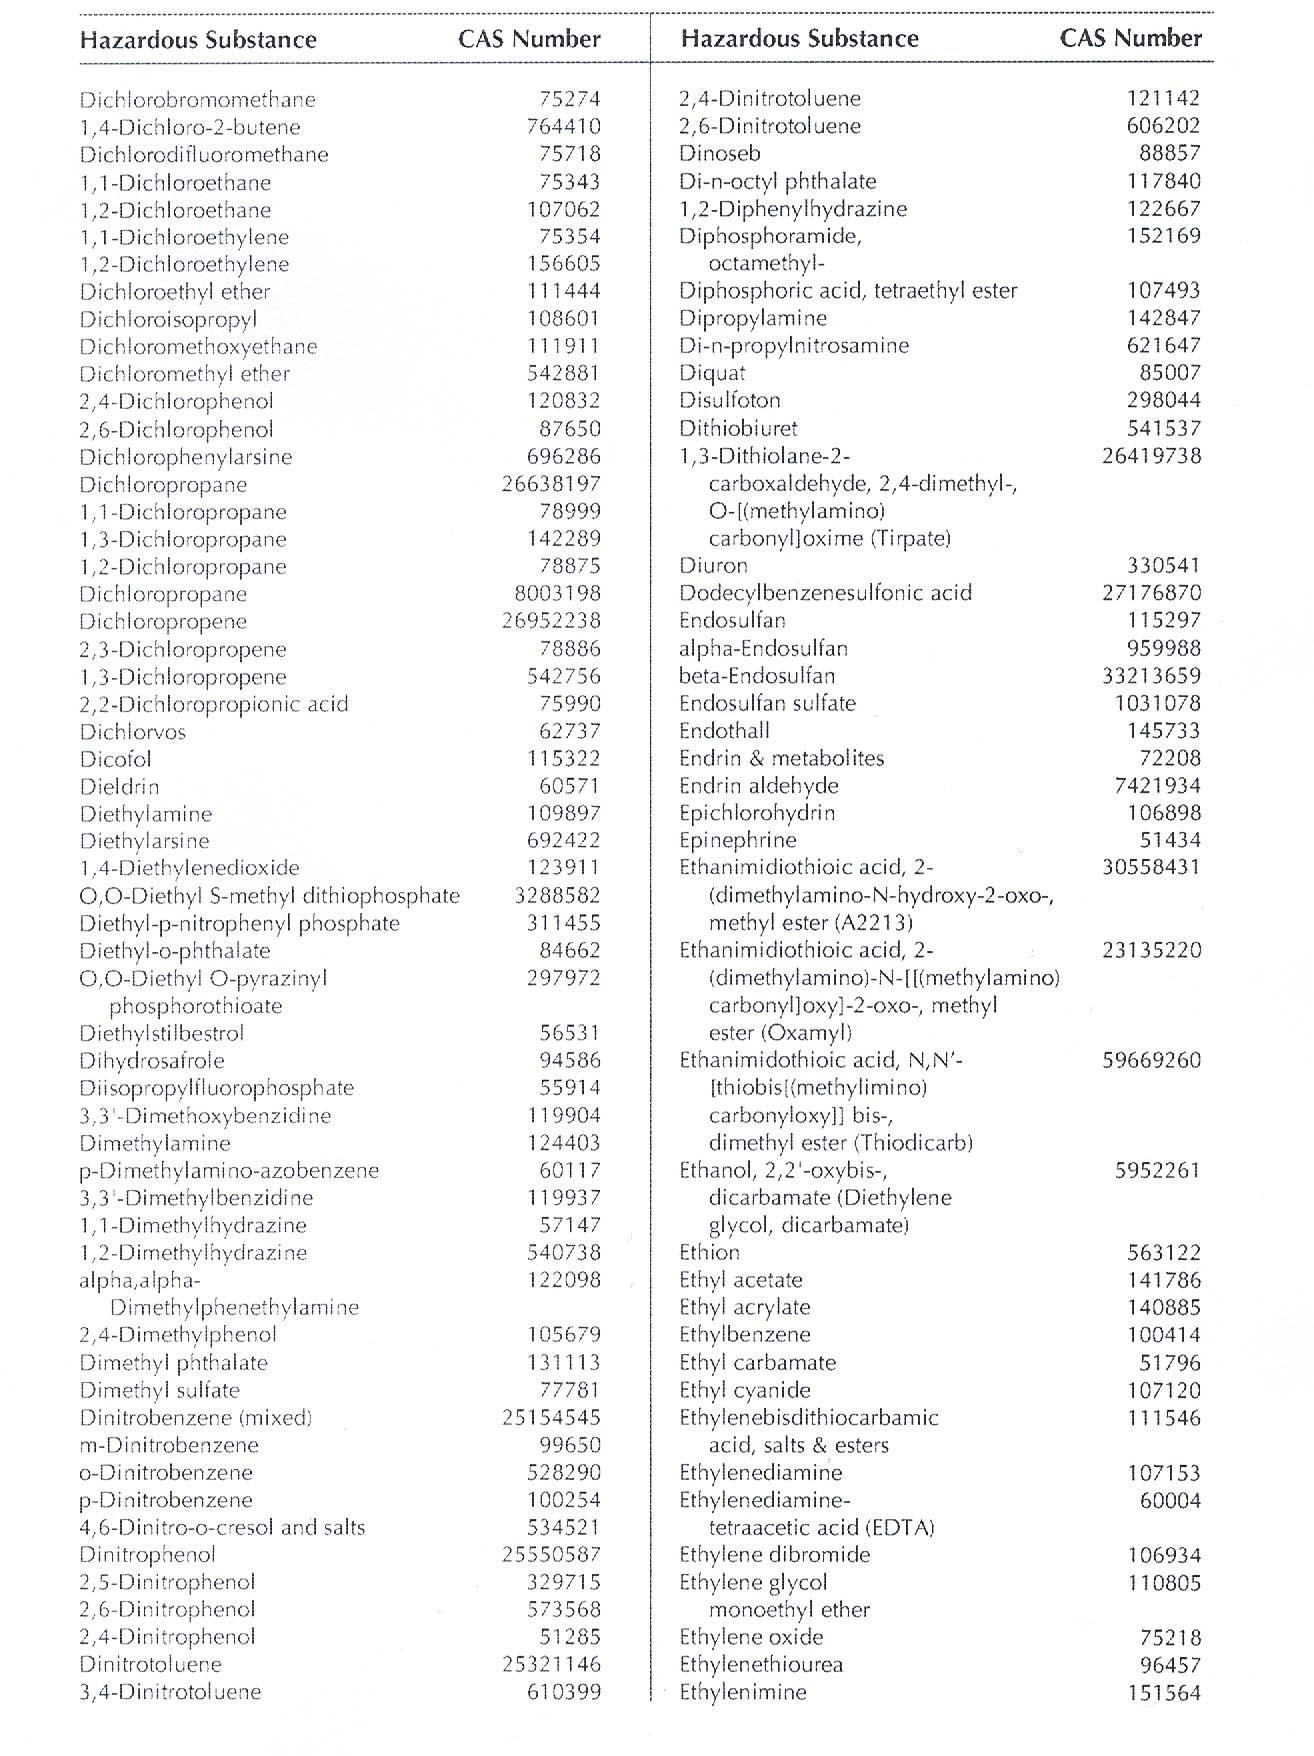 Hazardous Substance CAS Number
Dichlorobromomethane 75274
1,4-Dichloro-2-butene 764410
Dichlorodifluoromethane 75718
1,1-Dichloroethane 75343
1,2-Dichloroethane 107062
1,1-Dichloroethylene 75354
1,2-Dichloroethylene 156605
Dichloroethyl ether 111444
Dichloroisopropyl 108601
Dichloromethoxyethane 111911
Dichloromethyl ether 542881
2,4-Dichlorophenol 120832
2,6-Dichlorophenol 87650
Dichlorophenylarsine 696286
Dichloropropane 26638197
1,1-Dichloropropane 78999
1,3-Dichloropropane 142289
1,2-Dichloropropane 78875
Dichloropropane 8003198
Dichloropropene 26952238
2,3-Dichloropropene 78886
1,3-Dichloropropene 542756
2,2-Dichloropropionic acid 75990
Dichlorvos 62737
Dicofol 115322
Dieldrin 60571
Diethylamine 109897
Diethylarsine 692422
1,4-Diethylenedioxide 123911
O,O-Diethyl S-methyl dithiophosphate 3288582
Diethyl-p-nitrophenyl phosphate 311455
Diethyl-o-phthalate 84662
O,O-Diethyl O-pyrazinyl 297972
phosphorothioate
Diethylstilbestrol 56531
Dihydrosafrole 94586
Diisopropylfluorophosphate 55914
3,3'-Dimethoxybenzidine 119904
Dimethylamine 124403
p-Dimethylamino-azobenzene 60117
3,3'-Dimethylbenzidine 119937
1,1-Dimethylhydrazine 57147
1,2-Dimethylhydrazine 540738
alpha,alpha- 122098
Dimethylphenethylamine
2,4-Dimethylphenol 105679
Dimethyl phthalate 131113
Dimethyl sulfate 77781
Dinitrobenzene (mixed) 25154545
m-Dinitrobenzene 99650
o-Dinitrobenzene 528290
p-Dinitrobenzene 100254
4,6-Dinitro-o-cresol and salts 534521
Dinitrophenol 25550587
2,5-Dinitrophenol 329715
2,6-Dinitrophenol 573568
2,4-Dinitrophenol 51285
Dinitrotoluene 25321146
3,4-Dinitrotoluene 610399
Hazardous Substance CAS Number
2,4-Dinitrotoluene 121142
2,6-Dinitrotoluene 606202
Dinoseb 88857
Di-n-octyl phthalate 117840
1,2-Diphenylhydrazine 122667
Diphosphoramide, 152169
octamethyl-
Diphosphoric acid, tetraethyl ester 107493
Dipropylamine 142847
Di-n-propylnitrosamine 621647
Diquat 85007
Disulfoton 298044
Dithiobiuret 541537
1,3-Dithiolane-2- 26419738
carboxaldehyde, 2,4-dimethyl-,
O-[(methylamino)
carbonyl]oxime (Tirpate)
Diuron 330541
Dodecylbenzenesulfonic acid 27176870
Endosulfan 115297
alpha-Endosulfan 959988
beta-Endosulfan 33213659
Endosulfan sulfate 1031078
Endothall 145733
Endrin & metabolites 72208
Endrin aldehyde 7421934
Epichlorohydrin 106898
Epinephrine 51434
Ethanimidiothioic acid, 2- 30558431
(dimethylamino-N-hydroxy-2-oxo-,
methyl ester (A2213)
Ethanimidiothioic acid, 2- 23135220
(dimethylamino)-N-[[(methylamino)
carbonyl]oxy]-2-oxo-, methyl
ester (Oxamyl)
Ethanimidothioic acid, N,N'- 59669260
[thiobis[(methylimino)
carbonyloxy]] bis-,
dimethyl ester (Thiodicarb)
Ethanol, 2,2'-oxybis-, 5952261
dicarbamate (Diethylene
glycol, dicarbamate)
Ethion 563122
Ethyl acetate 141786
Ethyl acrylate 140885
Ethylbenzene 100414
Ethyl carbamate 51796
Ethyl cyanide 107120
Ethylenebisdithiocarbamic 111546
acid, salts & esters
Ethylenediamine 107153
Ethylenediamine- 60004
tetraacetic acid (EDTA)
Ethylene dibromide 106934
Ethylene glycol 110805
monoethyl ether
Ethylene oxide 75218
Ethylenethiourea 96457
Ethylenimine 151564